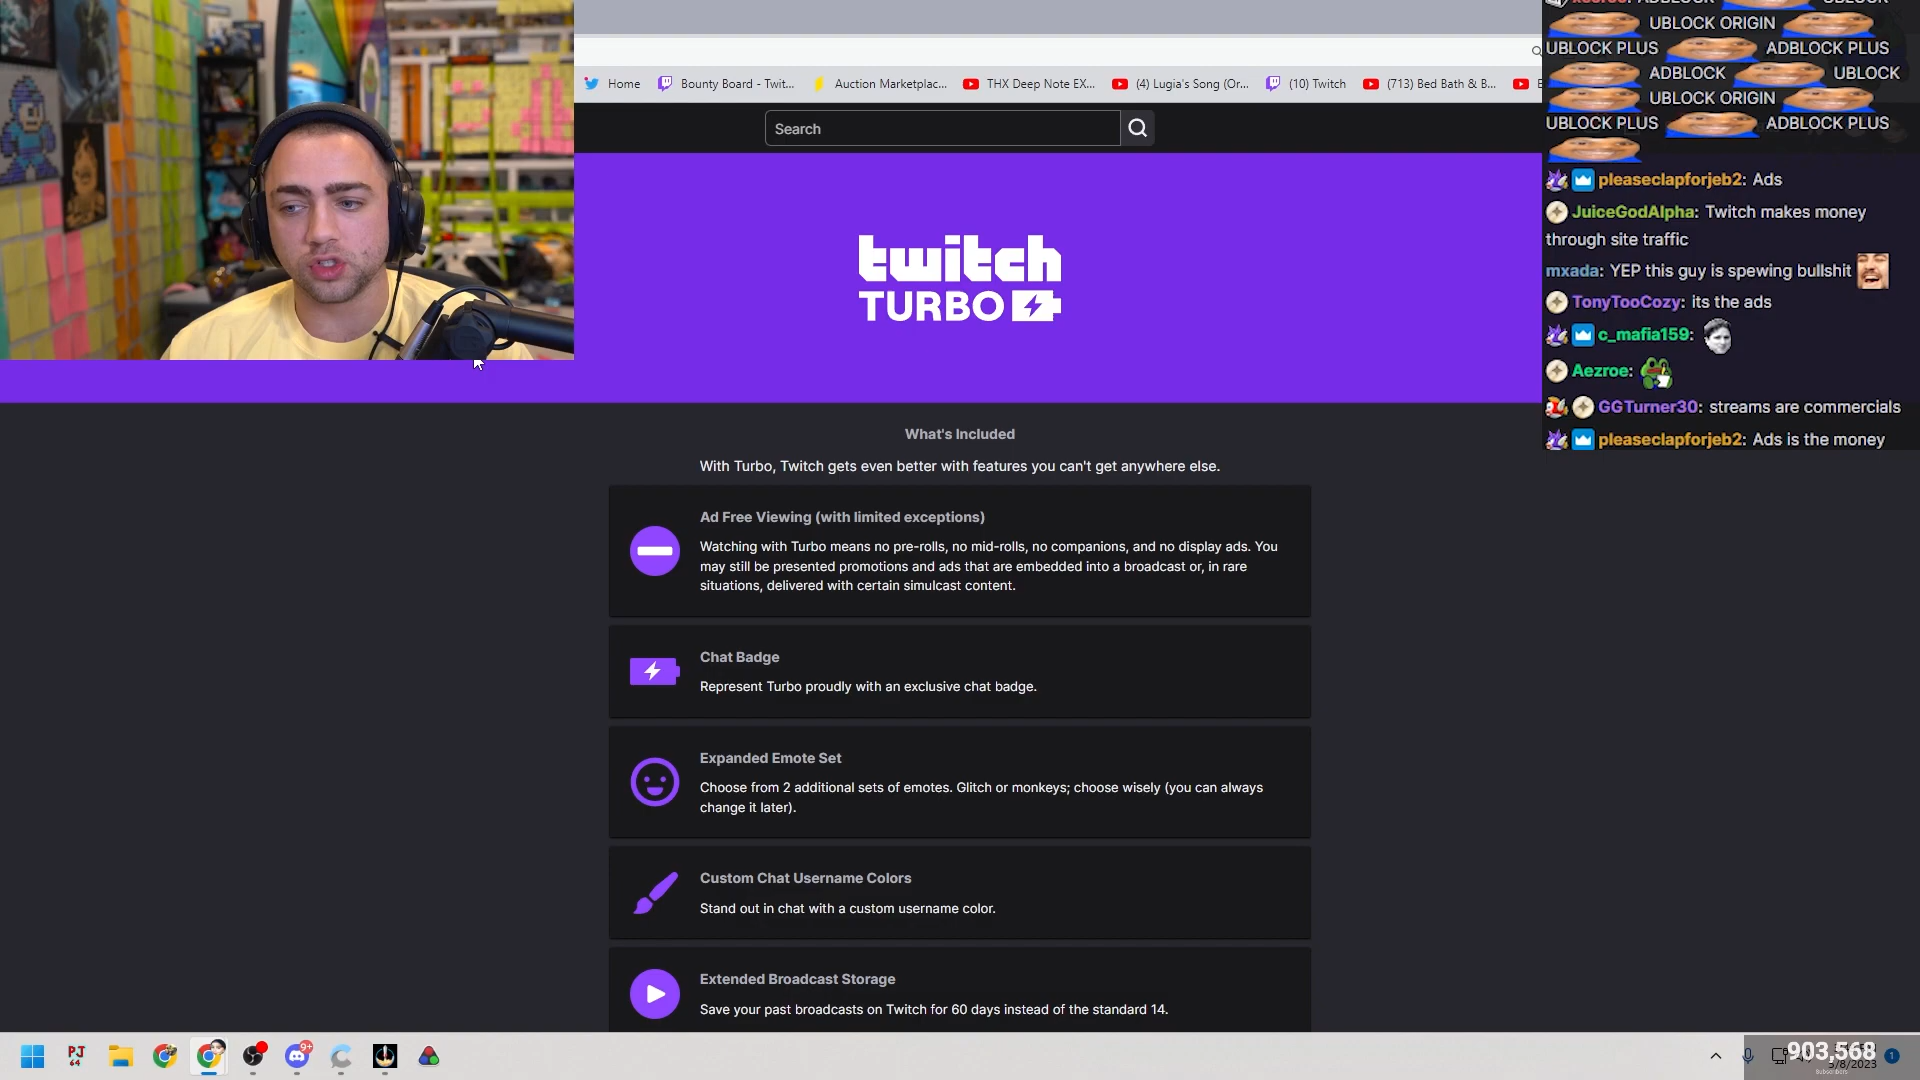 Home
Bounty Board - Twit...
Auction Marketplac...
THX Deep Note EX...
(4) Lugia's Song (Or...
(10) Twitch
(713) Bed Bath & B...
Search
twitch
TURBO
What's Included
With Turbo, Twitch gets even better with features you can't get anywhere else.
Ad Free Viewing (with limited exceptions)
Watching with Turbo means no pre-rolls, no mid-rolls, no companions, and no display ads. You
may still be presented promotions and ads that are embedded into a broadcast or, in rare
situations, delivered with certain simulcast content.
Chat Badge
Represent Turbo proudly with an exclusive chat badge.
Expanded Emote Set
Choose from 2 additional sets of emotes. Glitch or monkeys; choose wisely (you can always
change it later).
Custom Chat Username Colors
Stand out in chat with a custom username color.
Extended Broadcast Storage
Save your past broadcasts on Twitch for 60 days instead of the standard 14.
UBLOCK ORIGIN
UBLOCK PLUS ADBLOCK PLUS
ADBLOCK UBLOCK
UBLOCK ORIGIN
UBLOCK PLUS ADBLOCK PLUS
pleaseclapforjeb2: Ads
JuiceGodAlpha: Twitch makes money
through site traffic
mxada: YEP this guy is spewing bullshit
TonyTooCozy: its the ads
c_mafia159:
Aezroe:
GGTurner30: streams are commercials
pleaseclapforjeb2: Ads is the money
PJ
64
9+
903,568
5/8/2023
Subscribers
1